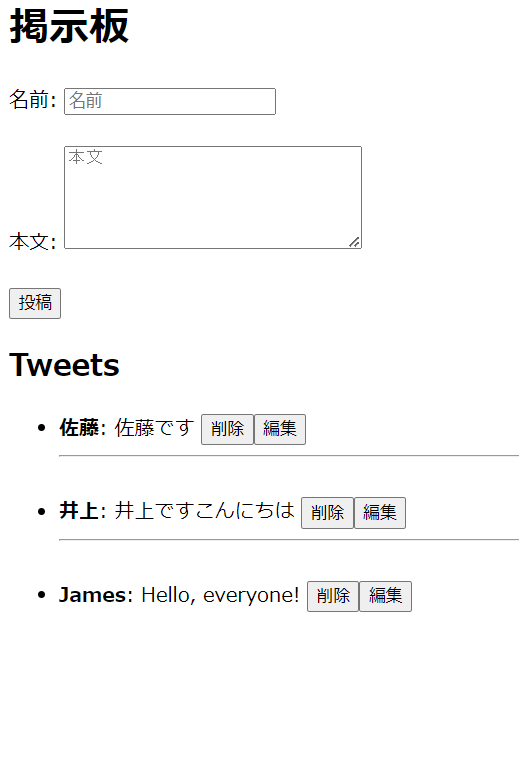 掲示板
名前: 名前
本文
本文:
投稿
Tweets
佐藤: 佐藤です 削除 編集
井上: 井上ですこんにちは 削除 編集
James: Hello, everyone! 削除 編集